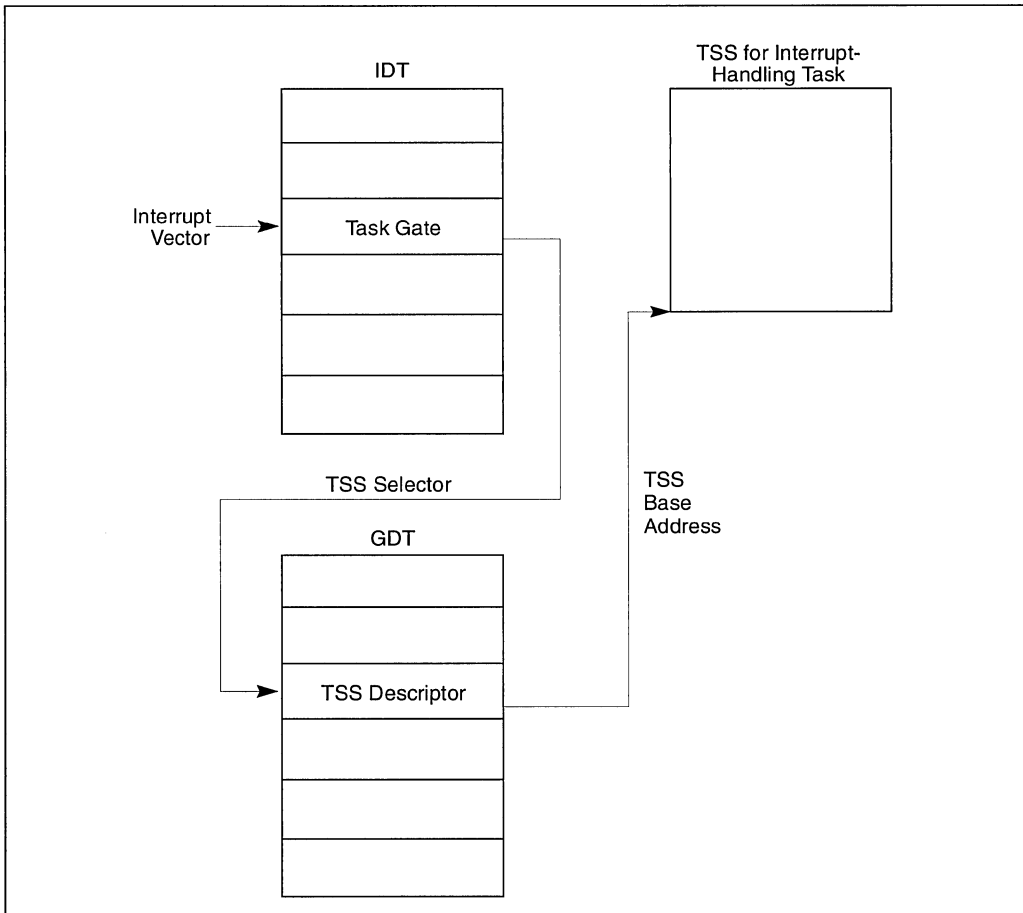 IDT
TSS for Interrupt-
Handling Task
Interrupt
Vector
Task Gate
TSS Selector
TSS
Base
Address
GDT
TSS Descriptor